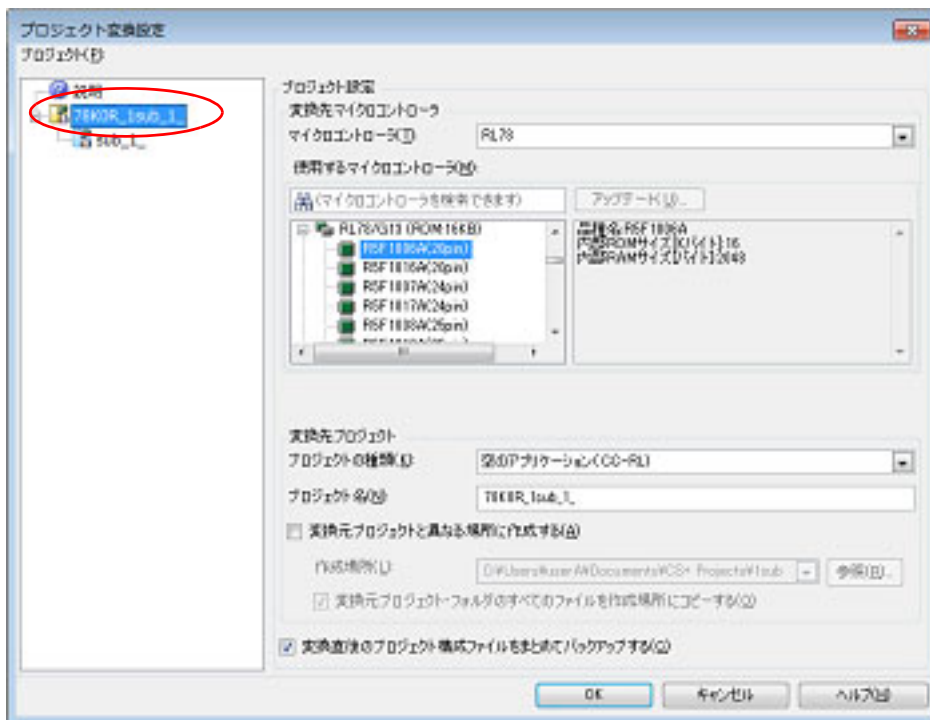 プロジェクト変換設定
プロジェクト(P)
説明
78K0R_1sub_1_
sub_1_
プロジェクト設定
変換先マイクロコントローラ
マイクロコントローラ(T)
RL78
使用するマイクロコントローラ(M):
(マイクロコントローラを検索できます)
アップデート(U)...
RL78/G13 (ROM:16KB)
R5F1006A(20pin)
R5F1016A(20pin)
R5F1007A(24pin)
R5F1017A(24pin)
R5F1008A(25pin)
品種名:R5F1006A
内部ROMサイズ[Kバイト]:16
内部RAMサイズ[バイト]:2048
変換先プロジェクト
プロジェクトの種類(K):
空のアプリケーション(CC-RL)
プロジェクト名(N):
78K0R_1sub_1_
変換元プロジェクトと異なる場所に作成する(A)
作成場所(L):
D:¥Users¥userA¥Documents¥CS+ Projects¥1sub
参照(R)...
変換元プロジェクト・フォルダのすべてのファイルを作成場所にコピーする(O)
変換直後のプロジェクト構成ファイルをまとめてバックアップする(C)
OK
キャンセル
ヘルプ(H)